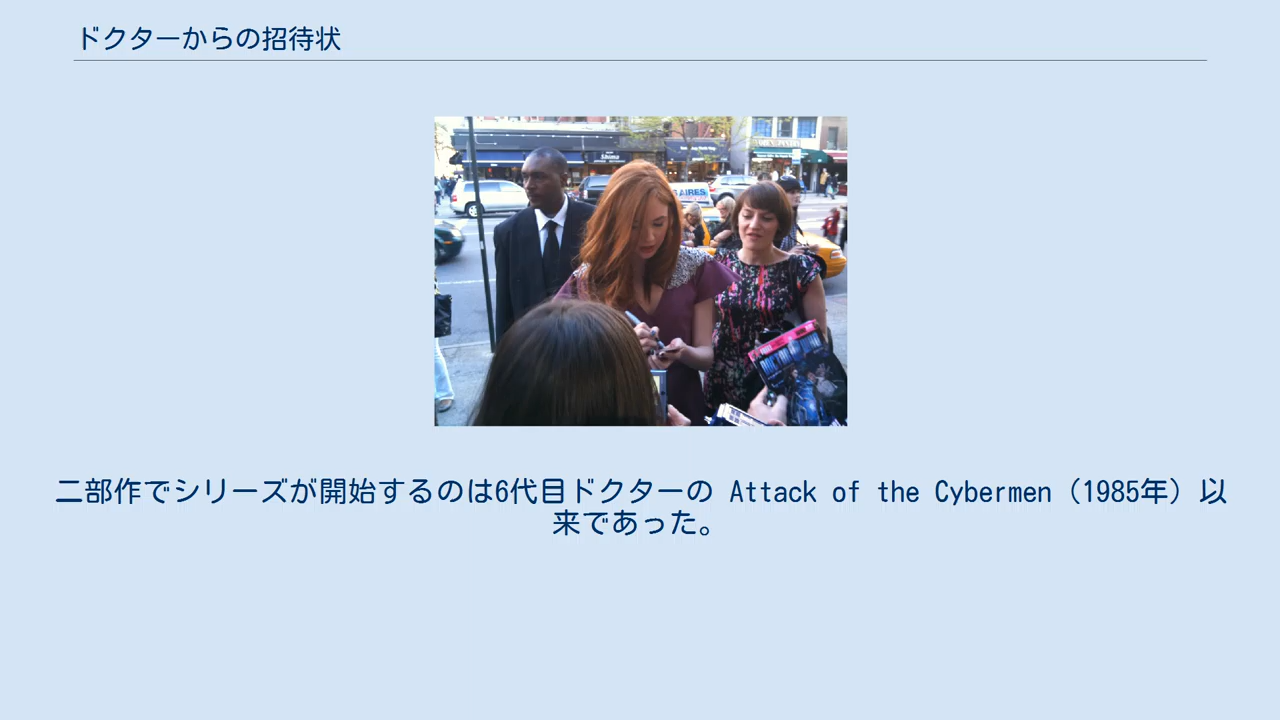 ドクターからの招待状
AIRES
二部作でシリーズが開始するのは6代目ドクターの Attack of the Cybermen（1985年）以
来であった。